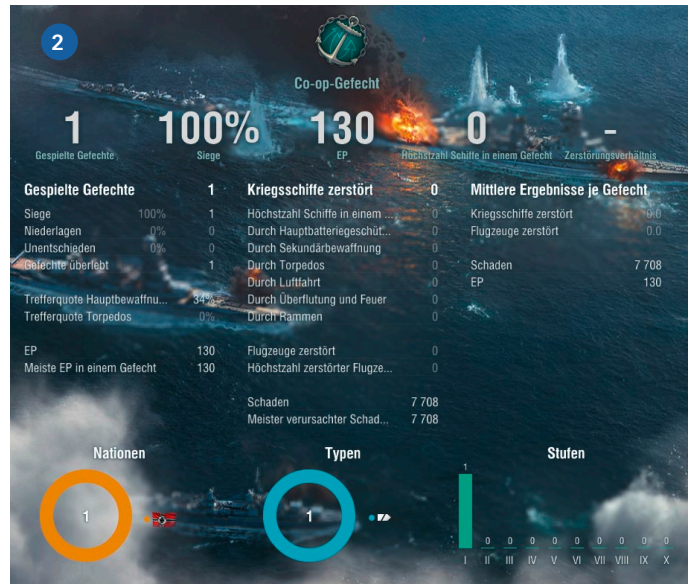 2
Co-op-Gefecht
1 100% 130 0 -
Gespielte Gefechte Siege EP Höchstzahl Schiffe in einem Gefecht Zerstörungsverhältnis
Gespielte Gefechte 1
Siege 100% 1
Niederlagen 0% 0
Unentschieden 0% 0
Gefechte überlebt 1
Trefferquote Hauptbewaffnu... 34%
Trefferquote Torpedos 0%
EP 130
Meiste EP in einem Gefecht 130
Kriegsschiffe zerstört 0
Höchstzahl Schiffe in einem ... 0
Durch Hauptbatteriegeschüt... 0
Durch Sekundärbewaffnung 0
Durch Torpedos 0
Durch Luftfahrt 0
Durch Überflutung und Feuer 0
Durch Rammen 0
Flugzeuge zerstört 0
Höchstzahl zerstörter Flugze... 0
Schaden 7 708
Meister verursachter Schad... 7 708
Mittlere Ergebnisse je Gefecht
Kriegsschiffe zerstört 0.0
Flugzeuge zerstört 0.0
Schaden 7 708
EP 130
Nationen
1
Typen
1
Stufen
1
0 0 0 0 0 0 0 0 0
I II III IV V VI VII VIII IX X